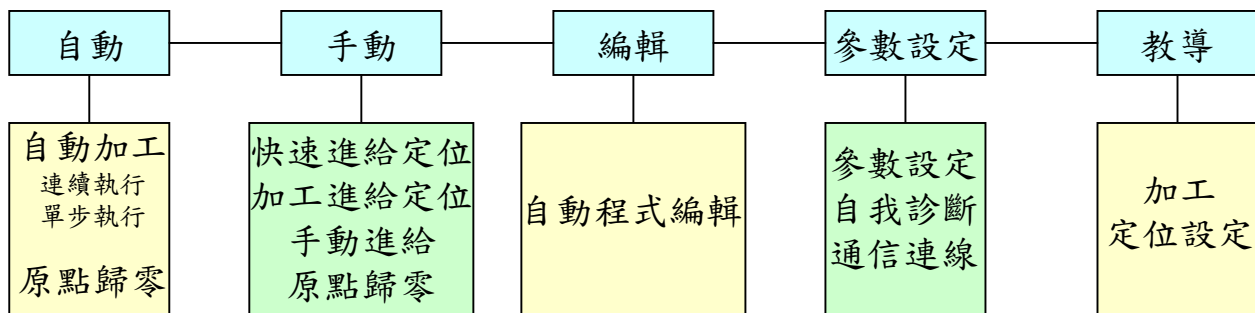 自動
手動
編輯
參數設定
教導
自動加工
連續執行
單步執行
原點歸零
快速進給定位
加工進給定位
手動進給
原點歸零
自動程式編輯
參數設定
自我診斷
通信連線
加工
定位設定